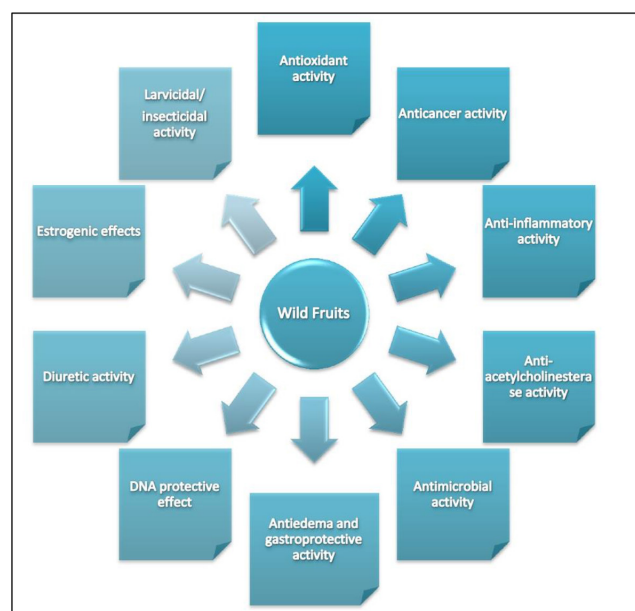 Antioxidant
activity
Anticancer activity
Anti-inflammatory
activity
Anti-
acetylcholinestera
se activity
Antimicrobial
activity
Antiedema and
gastroprotective
activity
DNA protective
effect
Diuretic activity
Estrogenic effects
Larvicidal/
insecticidal
activity
Wild Fruits